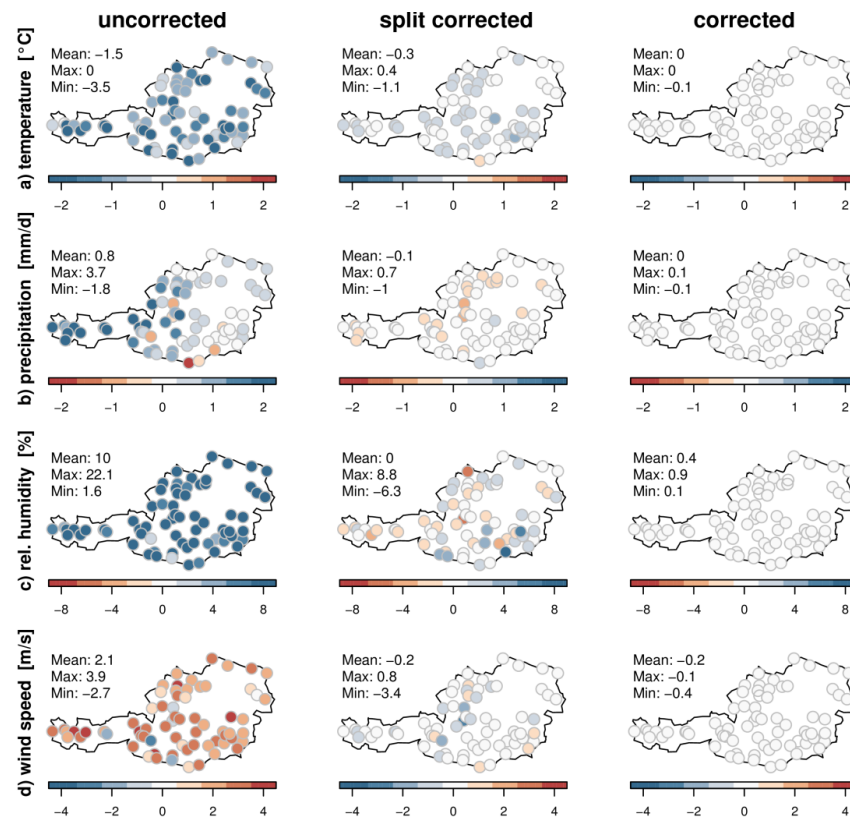 uncorrected split corrected corrected
a) temperature [°C]
Mean: −1.5
Max: 0
Min: −3.5
Mean: −0.3
Max: 0.4
Min: −1.1
Mean: 0
Max: 0
Min: −0.1
−2 −1 0 1 2
−2 −1 0 1 2
−2 −1 0 1 2
b) precipitation [mm/d]
Mean: 0.8
Max: 3.7
Min: −1.8
Mean: −0.1
Max: 0.7
Min: −1
Mean: 0
Max: 0.1
Min: −0.1
−2 −1 0 1 2
−2 −1 0 1 2
−2 −1 0 1 2
c) rel. humidity [%]
Mean: 10
Max: 22.1
Min: 1.6
Mean: 0
Max: 8.8
Min: −6.3
Mean: 0.4
Max: 0.9
Min: 0.1
−8 −4 0 4 8
−8 −4 0 4 8
−8 −4 0 4 8
d) wind speed [m/s]
Mean: 2.1
Max: 3.9
Min: −2.7
Mean: −0.2
Max: 0.8
Min: −3.4
Mean: −0.2
Max: −0.1
Min: −0.4
−4 −2 0 2 4
−4 −2 0 2 4
−4 −2 0 2 4